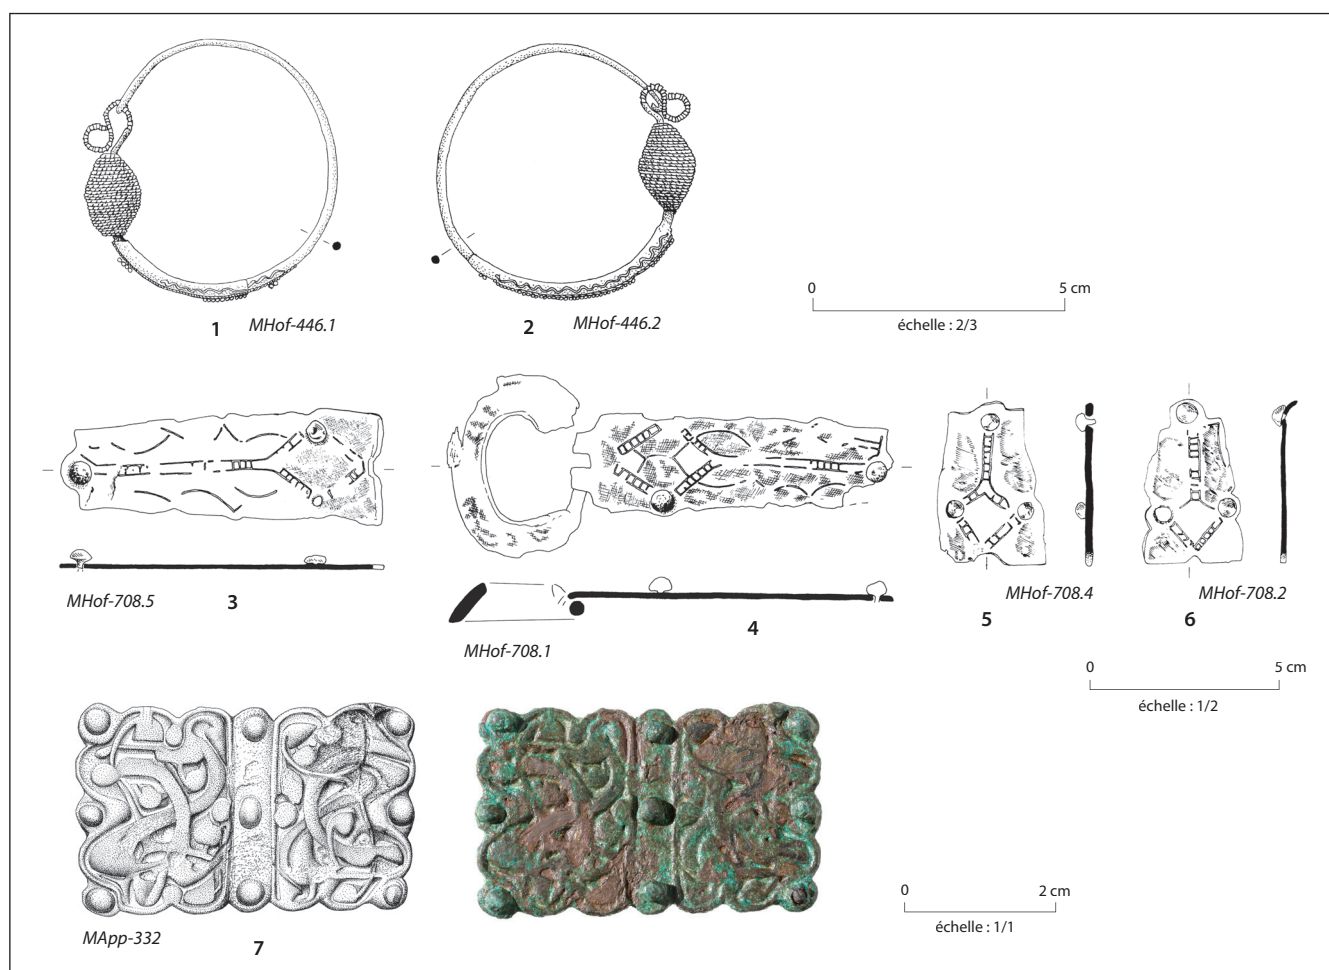 1 MHof-446.1
2 MHof-446.2
0 5 cm
échelle : 2/3
MHof-708.5 3
MHof-708.1 4
MHof-708.4
5
MHof-708.2
6
0 5 cm
échelle : 1/2
MApp-332 7
0 2 cm
échelle : 1/1